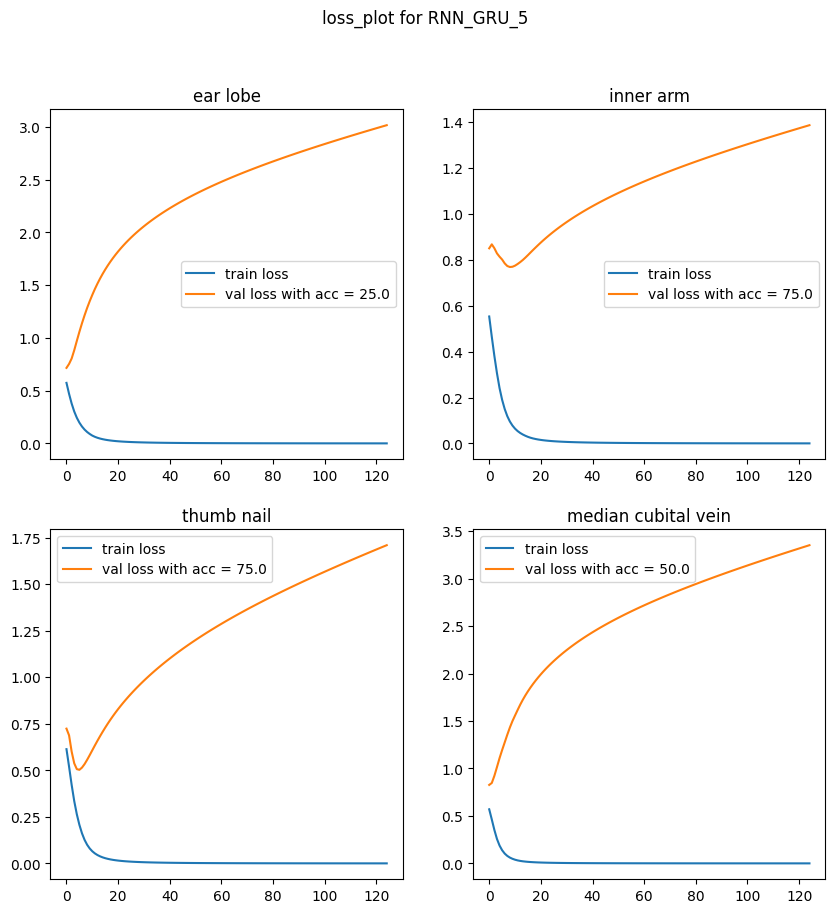 loss_plot for RNN_GRU_5
ear lobe
3.0
2.5
2.0
1.5
1.0
0.5
0.0
train loss
val loss with acc = 25.0
0 20 40 60 80 100 120
inner arm
1.4
1.2
1.0
0.8
0.6
0.4
0.2
0.0
train loss
val loss with acc = 75.0
0 20 40 60 80 100 120
thumb nail
1.75
1.50
1.25
1.00
0.75
0.50
0.25
0.00
train loss
val loss with acc = 75.0
0 20 40 60 80 100 120
median cubital vein
3.5
3.0
2.5
2.0
1.5
1.0
0.5
0.0
train loss
val loss with acc = 50.0
0 20 40 60 80 100 120